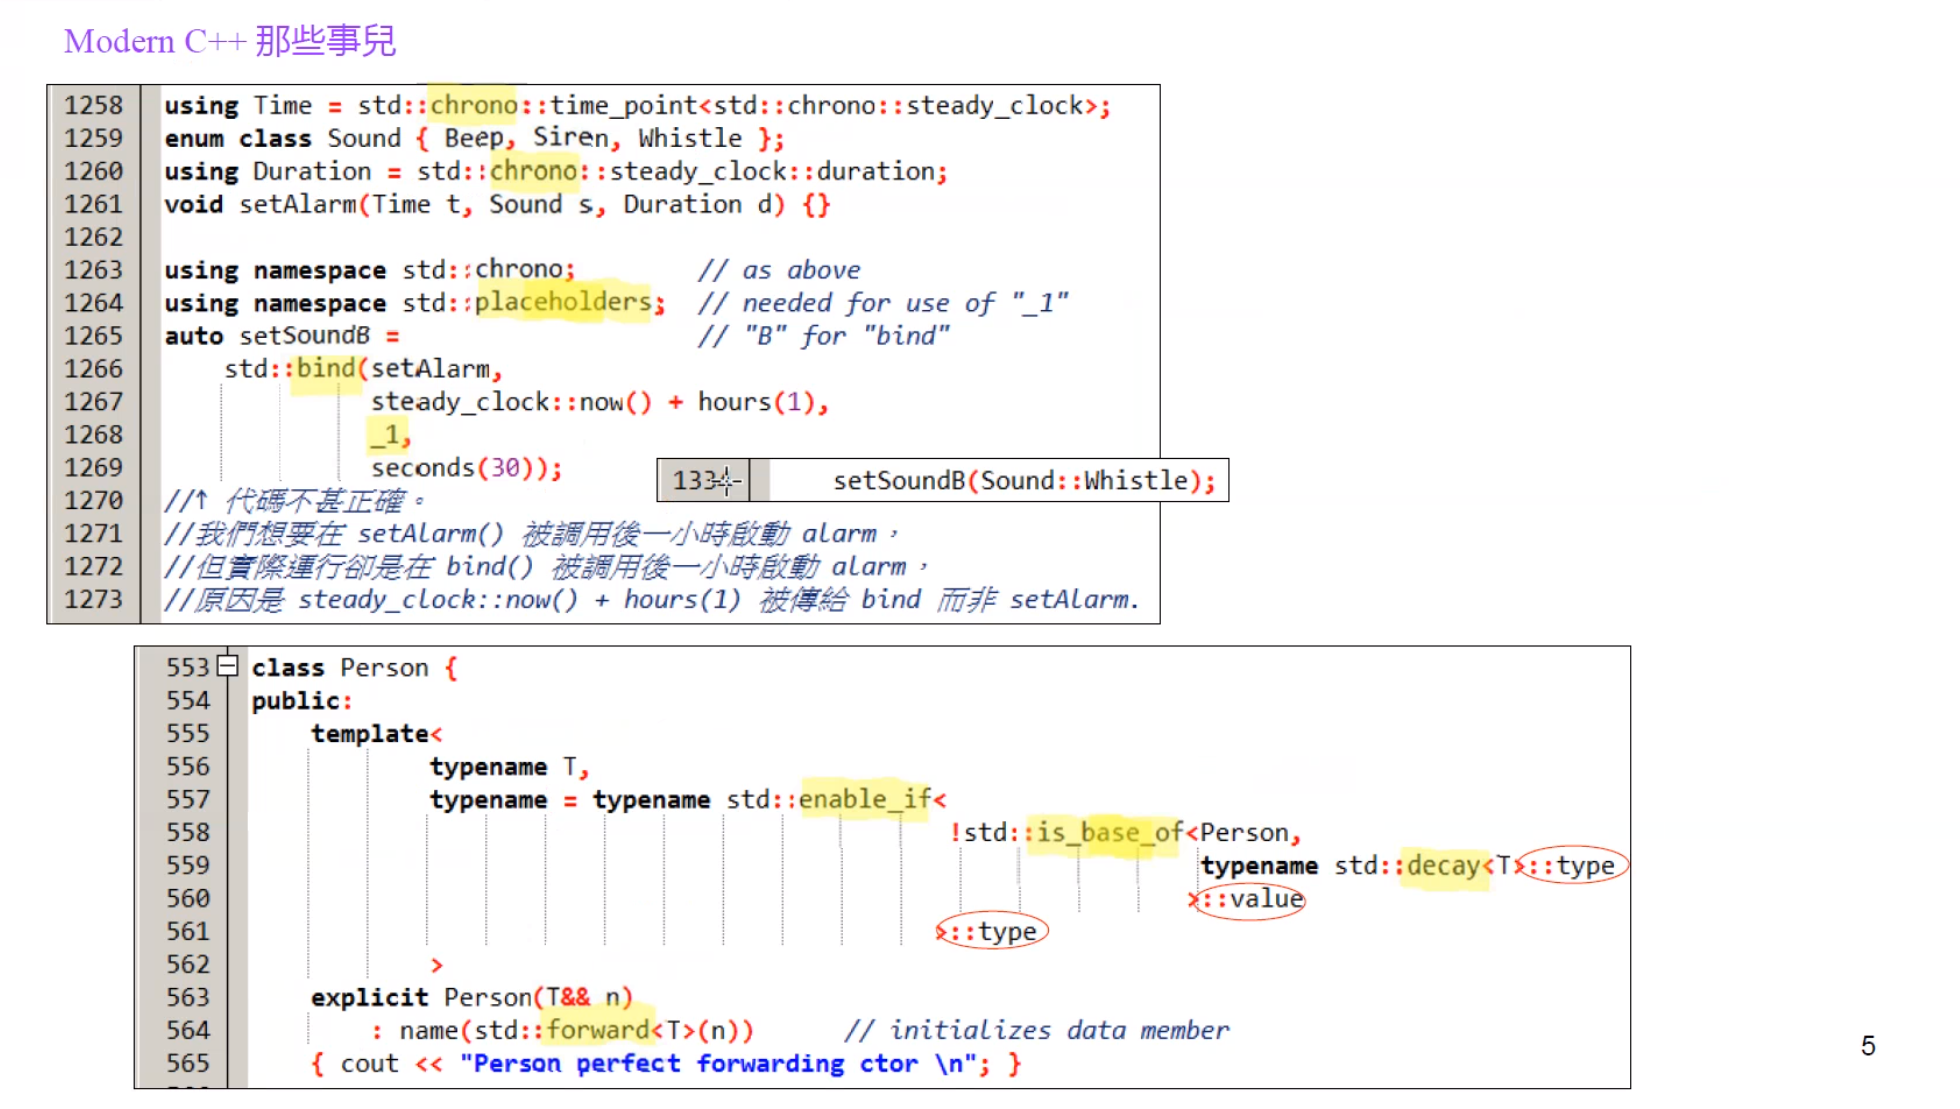 Modern C++ 那些事兒
1258 using Time = std::chrono::time_point<std::chrono::steady_clock>;
1259 enum class Sound { Beep, Siren, Whistle };
1260 using Duration = std::chrono::steady_clock::duration;
1261 void setAlarm(Time t, Sound s, Duration d) {}
1262
1263 using namespace std::chrono; // as above
1264 using namespace std::placeholders; // needed for use of "_1"
1265 auto setSoundB = // "B" for "bind"
1266 std::bind(setAlarm,
1267 steady_clock::now() + hours(1),
1268 _1,
1269 seconds(30));
setSoundB(Sound::Whistle);
1270 //↑ 代碼不甚正確。
1271 //我們想要在 setAlarm() 被調用後一小時啟動 alarm，
1272 //但實際運行卻是在 bind() 被調用後一小時啟動 alarm，
1273 //原因是 steady_clock::now() + hours(1) 被傳給 bind 而非 setAlarm.
553 class Person {
554 public:
555 template<
556 typename T,
557 typename = typename std::enable_if<
558 !std::is_base_of<Person,
559 typename std::decay<T>::type
560 >::value
561 >::type
562 >
563 explicit Person(T&& n)
564 : name(std::forward<T>(n)) // initializes data member
565 { cout << "Person perfect forwarding ctor \n"; }
5